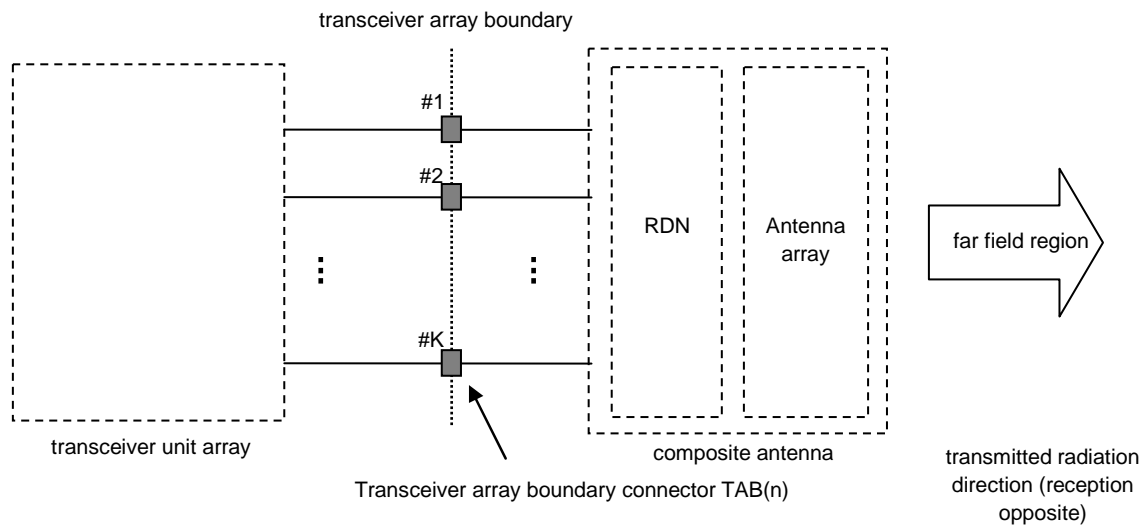 transceiver array boundary
#1
#2
RDN
Antenna
array
far field region
#K
transceiver unit array
composite antenna
Transceiver array boundary connector TAB(n)
transmitted radiation
direction (reception
opposite)